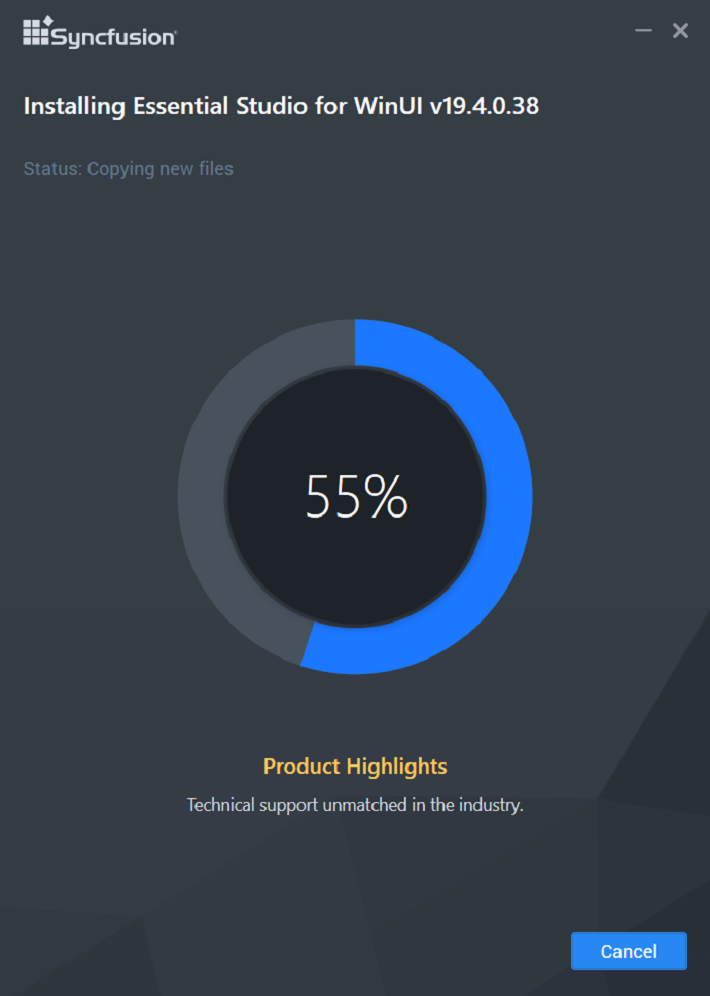 Syncfusion
Installing Essential Studio for WinUI v19.4.0.38
Status: Copying new files
55%
Product Highlights
Technical support unmatched in the industry.
Cancel